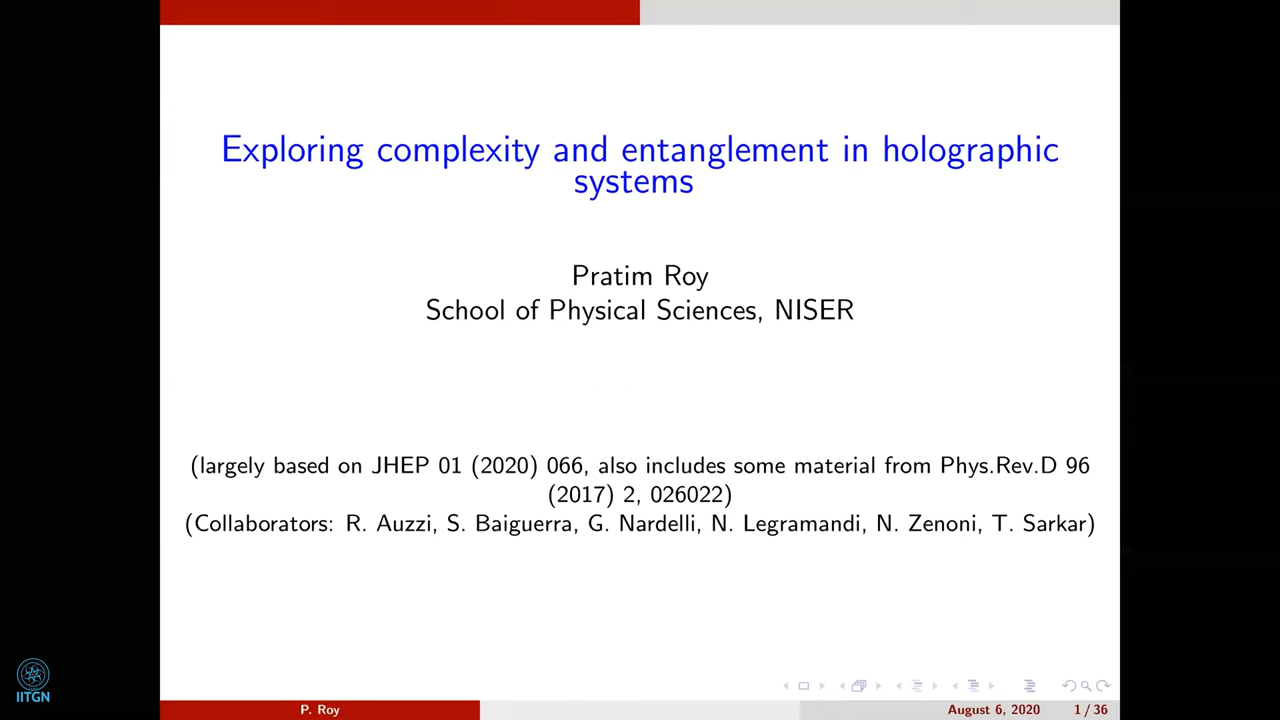 Exploring complexity and entanglement in holographic
systems
Pratim Roy
School of Physical Sciences, NISER
(largely based on JHEP 01 (2020) 066, also includes some material from Phys.Rev.D 96
(2017) 2, 026022)
(Collaborators: R. Auzzi, S. Baiguerra, G. Nardelli, N. Legramandi, N. Zenoni, T. Sarkar)
IITGN
P. Roy August 6, 2020 1 / 36